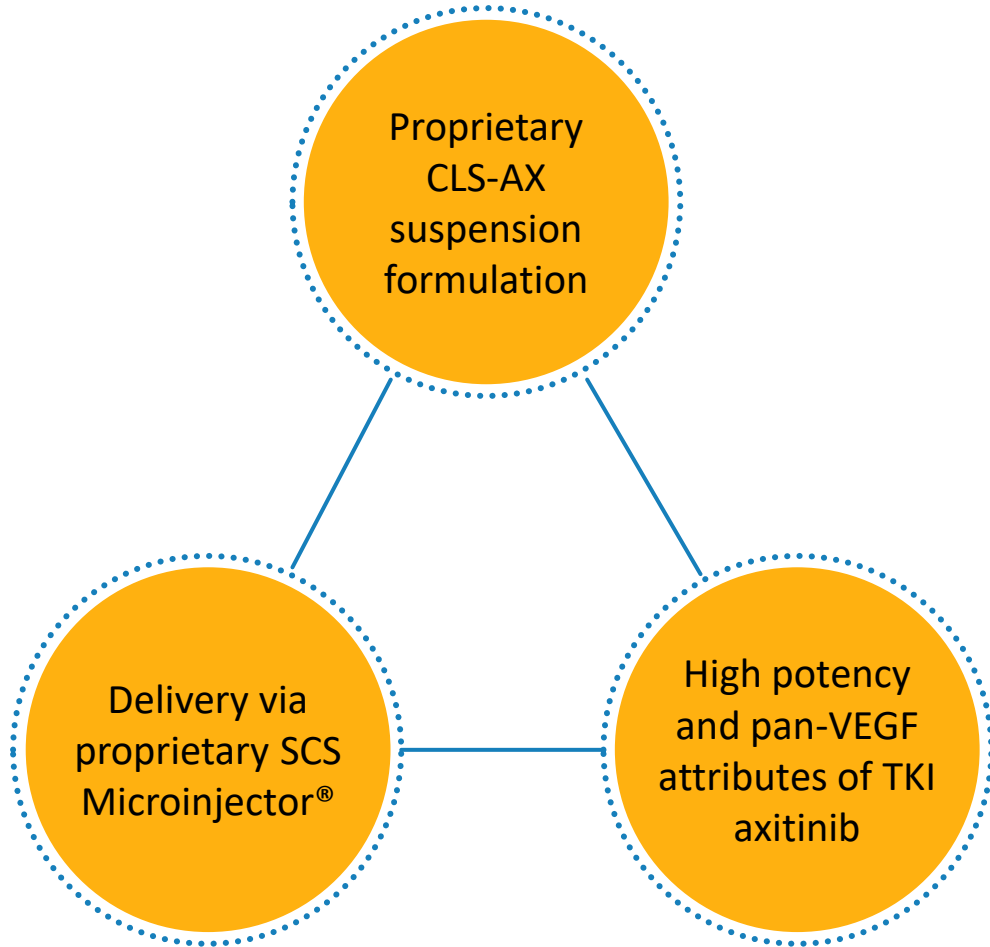 Proprietary
CLS-AX
suspension
formulation
Delivery via
proprietary SCS
Microinjector®
High potency
and pan-VEGF
attributes of TKI
axitinib